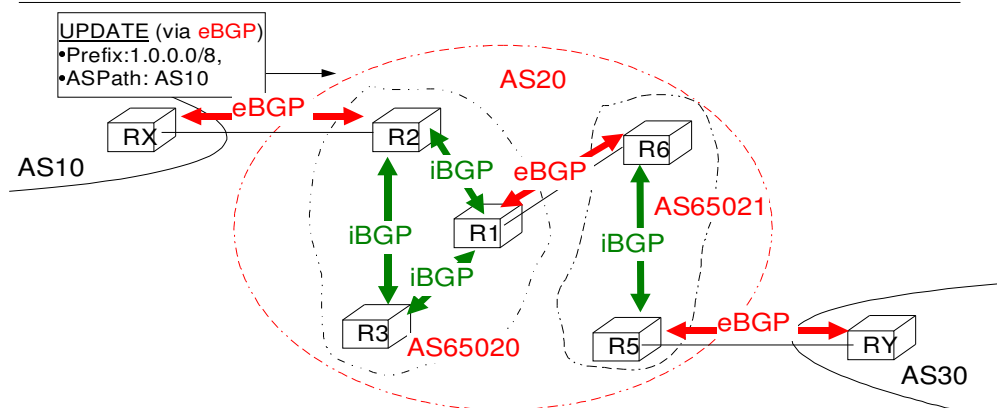 UPDATE (via eBGP)
•Prefix:1.0.0.0/8,
•ASPath: AS10
AS20
eBGP
RX
R2
R6
AS10
iBGP
eBGP
AS65021
R1
iBGP
iBGP
iBGP
R3
AS65020
R5
eBGP
RY
AS30